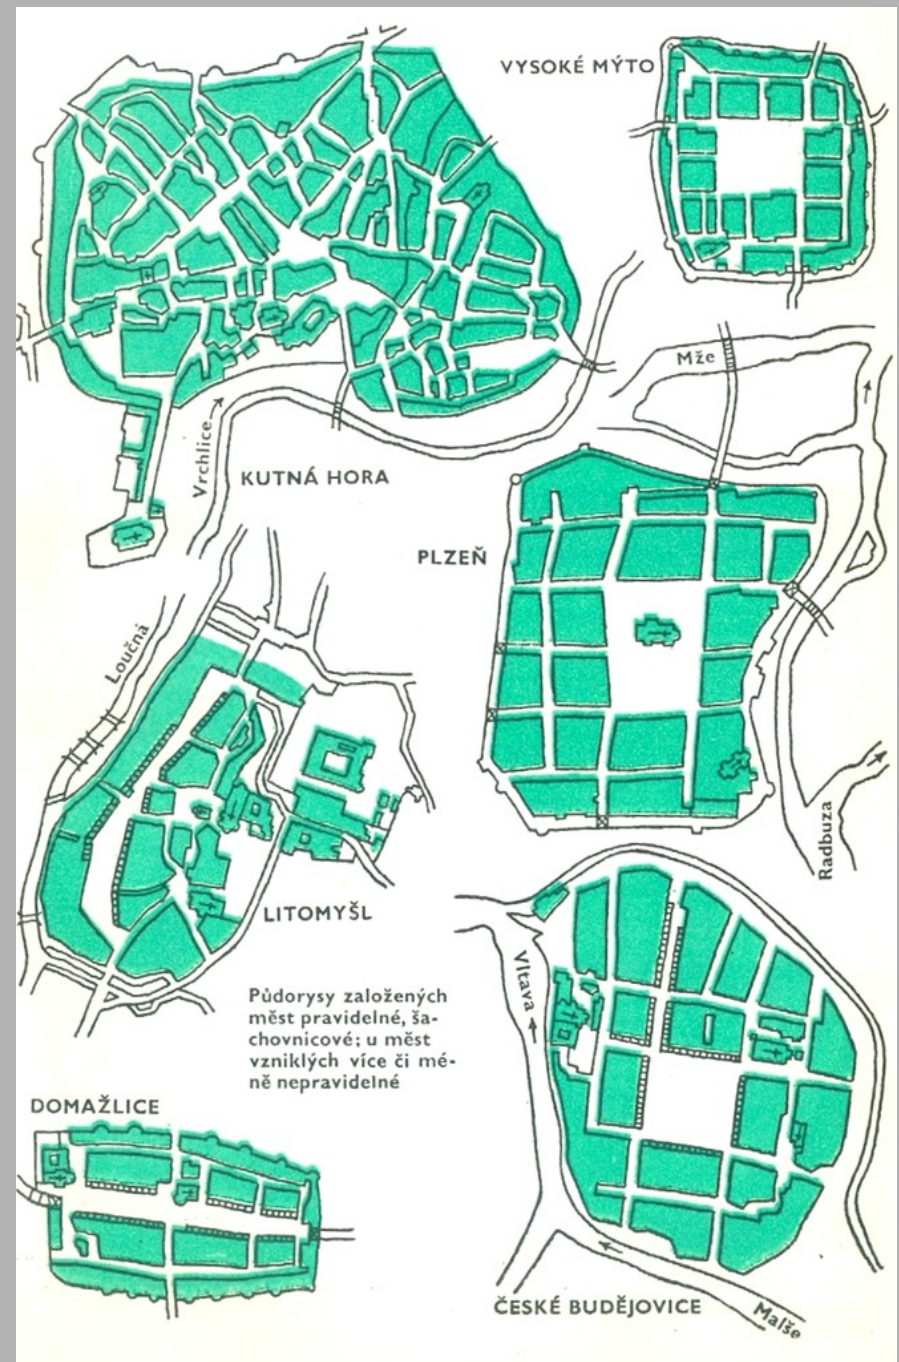 VYSOKÉ MÝTO
Mže
Vrchlice
KUTNÁ HORA
PLZEŇ
Loučná
Radbuza
LITOMYŠL
Vltava
Půdorysy založených
měst pravidelné, ša-
chovnicové; u měst
vzniklých více či mé-
ně nepravidelné
DOMAŽLICE
ČESKÉ BUDĚJOVICE
Malše